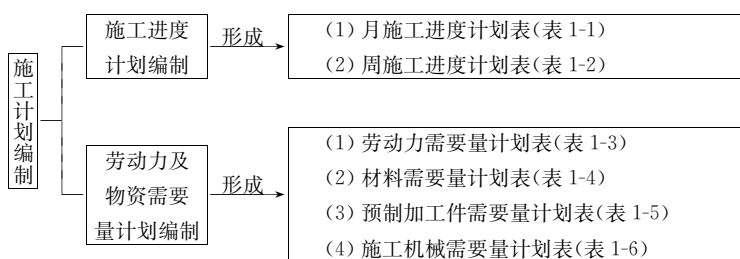 施工计划编制
施工进度
计划编制
形成
(1) 月施工进度计划表(表 1-1)
(2) 周施工进度计划表(表 1-2)
劳动力及
物资需要
量计划编制
形成
(1) 劳动力需要量计划表(表 1-3)
(2) 材料需要量计划表(表 1-4)
(3) 预制加工件需要量计划表(表 1-5)
(4) 施工机械需要量计划表(表 1-6)